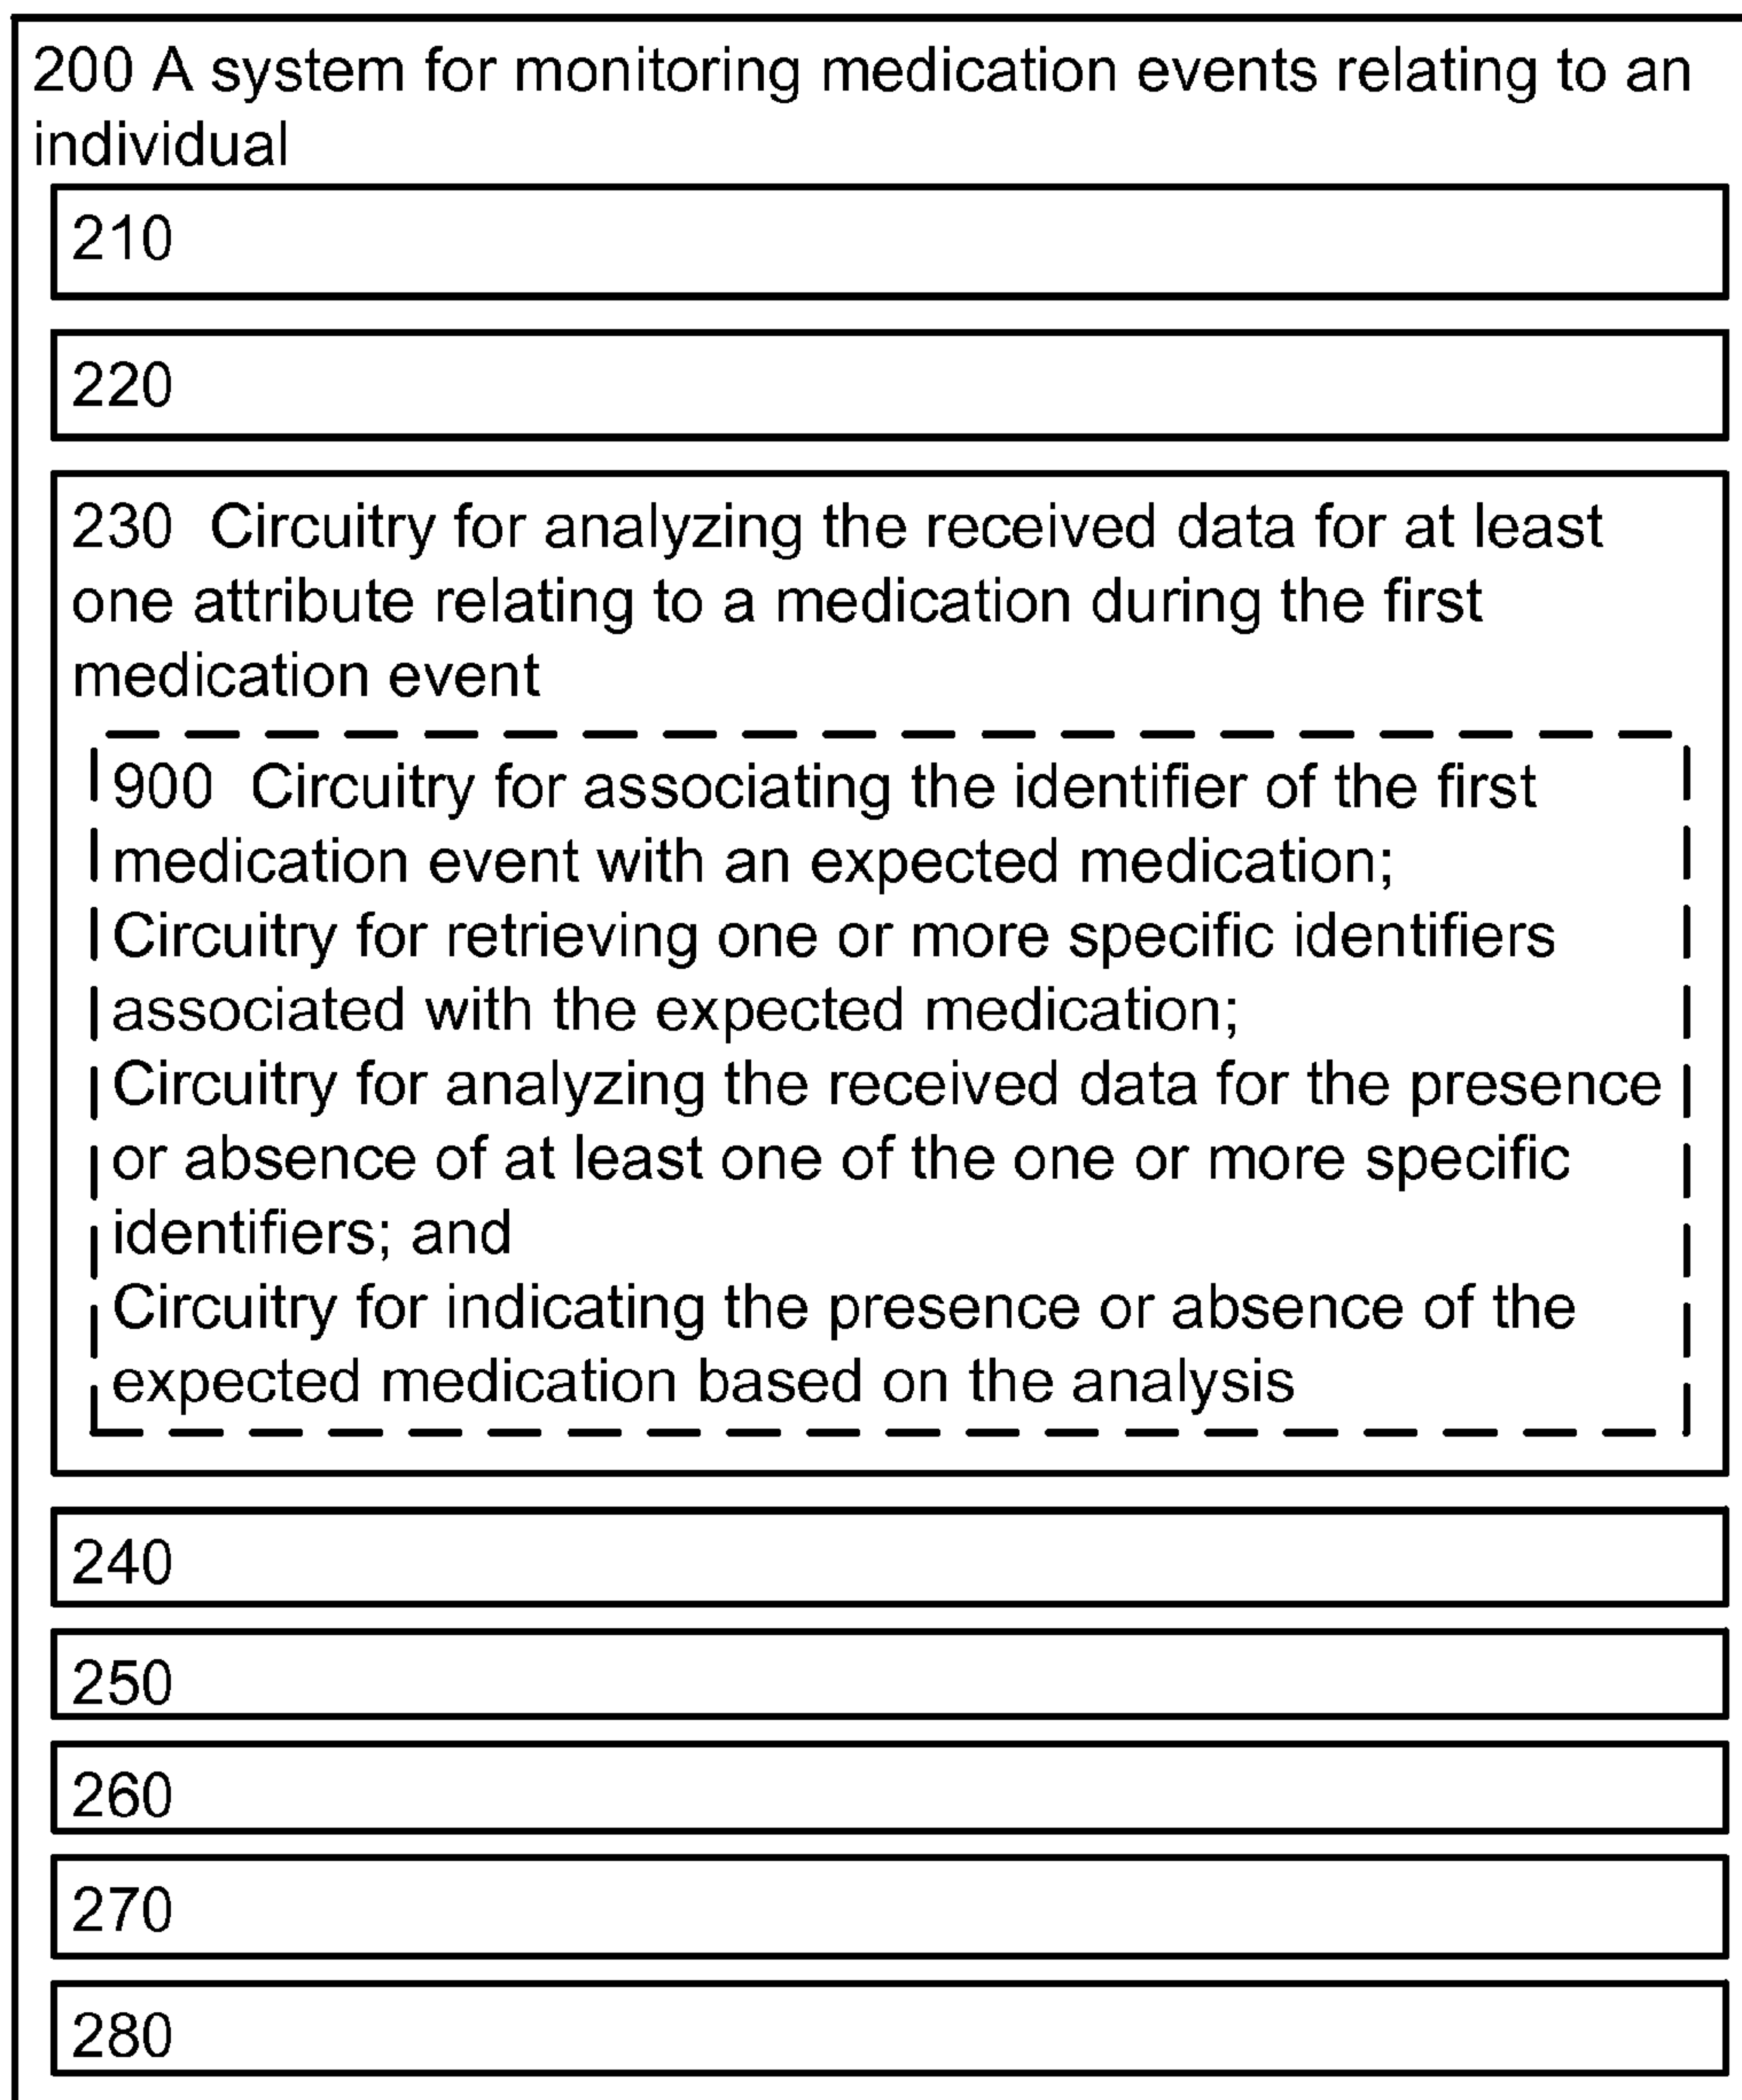 200 A system for monitoring medication events relating to an
individual
210
220
230 Circuitry for analyzing the received data for at least
one attribute relating to a medication during the first
medication event
900 Circuitry for associating the identifier of the first
medication event with an expected medication;
Circuitry for retrieving one or more specific identifiers
associated with the expected medication;
Circuitry for analyzing the received data for the presence
or absence of at least one of the one or more specific
identifiers; and
Circuitry for indicating the presence or absence of the
expected medication based on the analysis
240
250
260
270
280